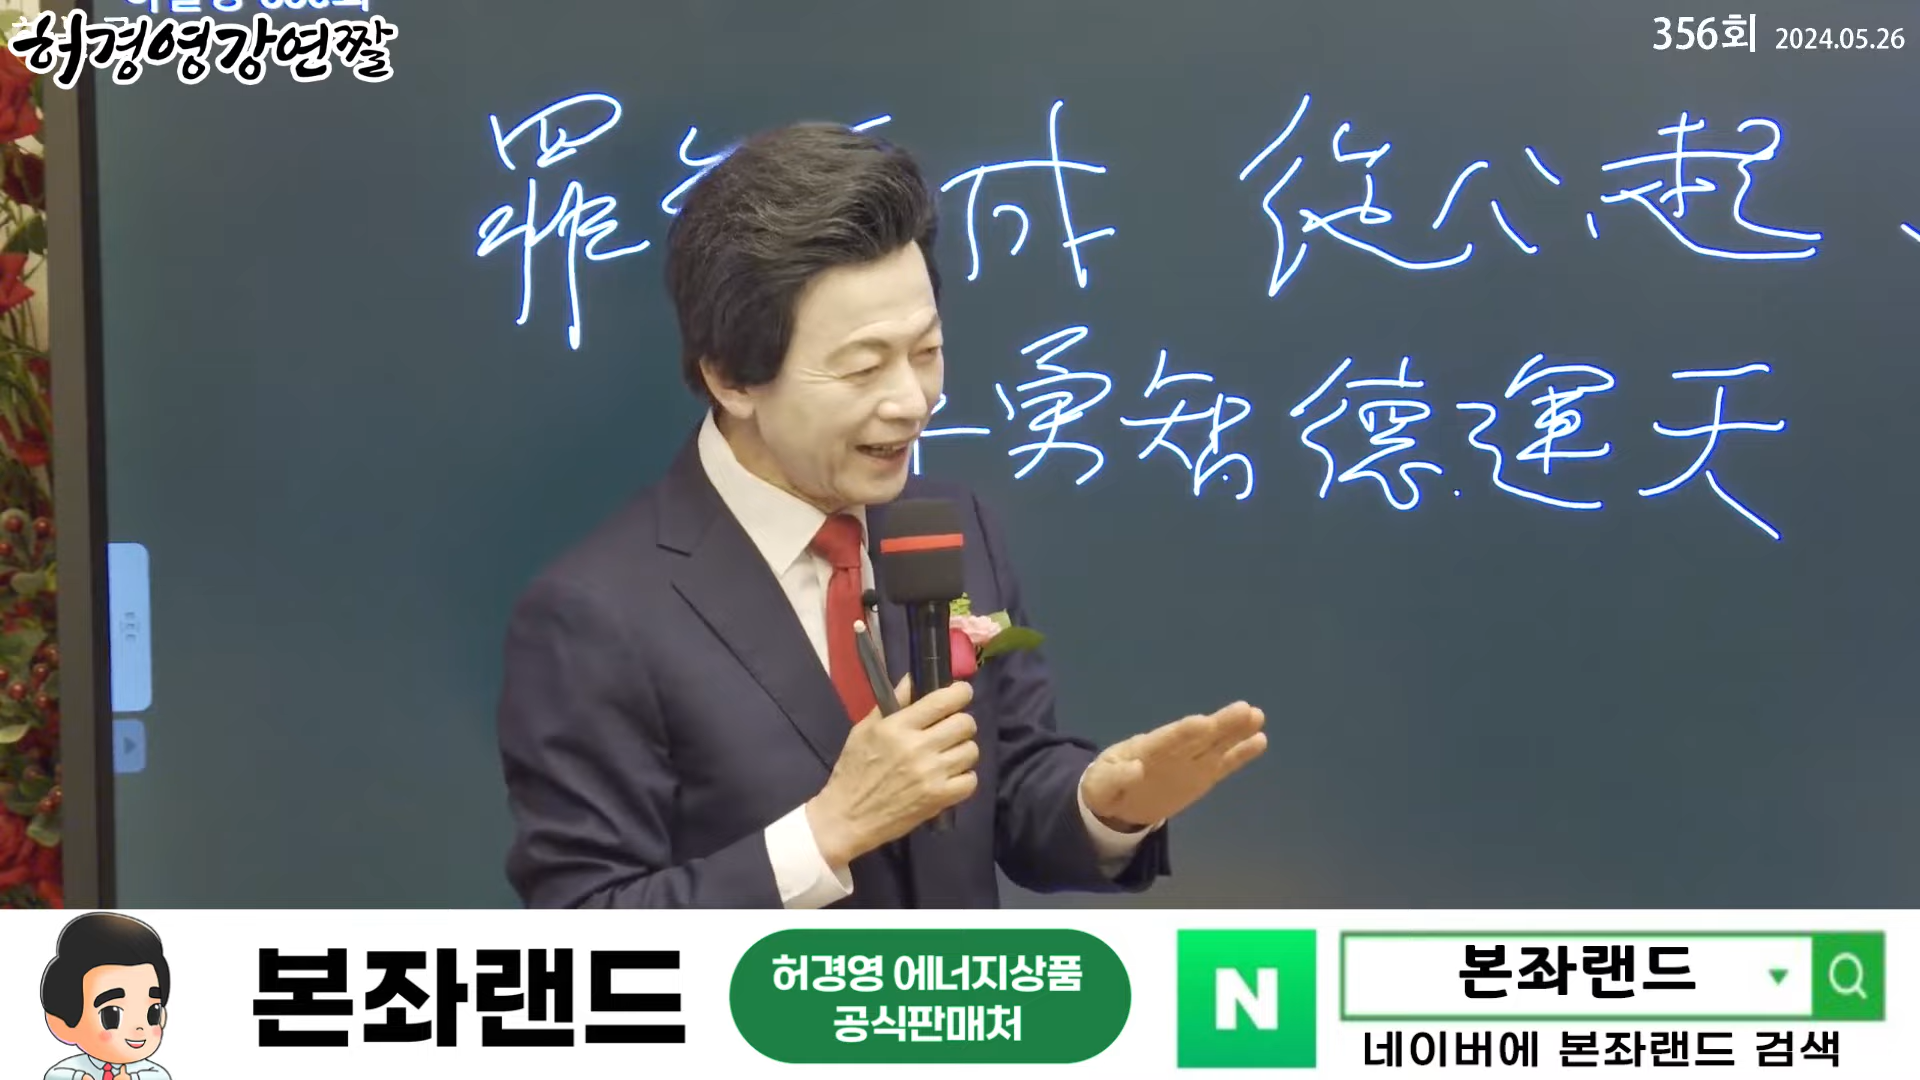 허경영강연짤
356회 2024.05.26
罪 成 從公起
勇智德運天
본좌랜드
허경영 에너지상품
공식판매처
N
본좌랜드
네이버에 본좌랜드 검색